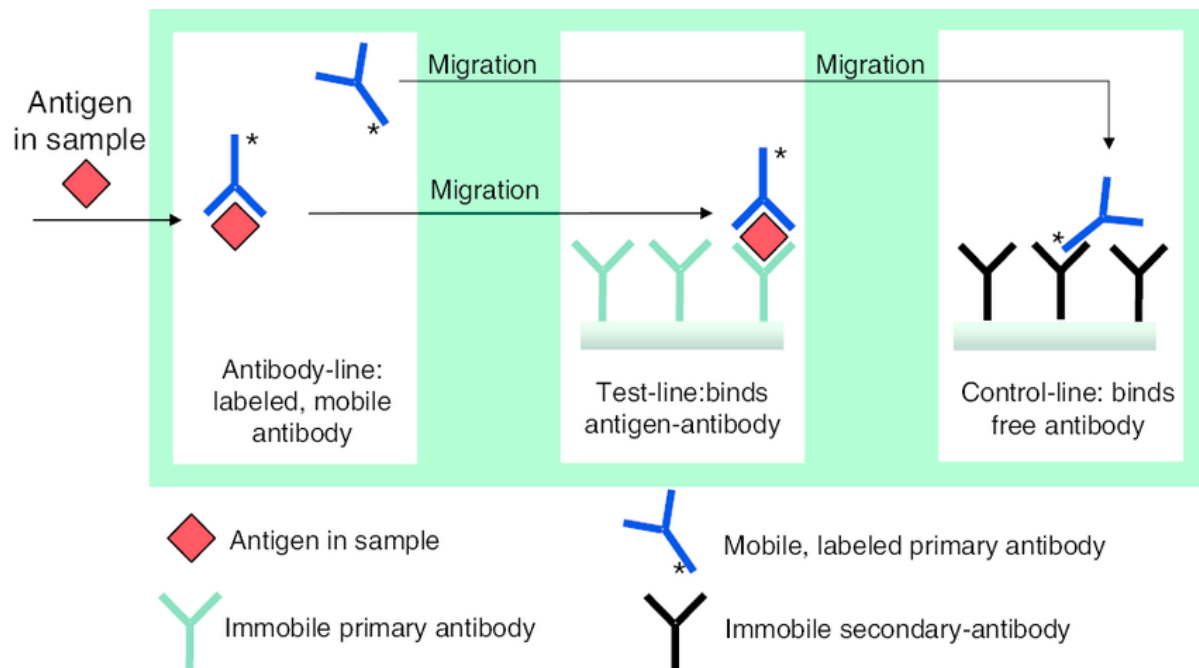 Antigen
in sample
Migration
Migration
*
*
Migration
*
*
Antibody-line:
labeled, mobile
antibody
Test-line:binds
antigen-antibody
Control-line: binds
free antibody
Antigen in sample
*
Mobile, labeled primary antibody
Immobile primary antibody
Immobile secondary-antibody